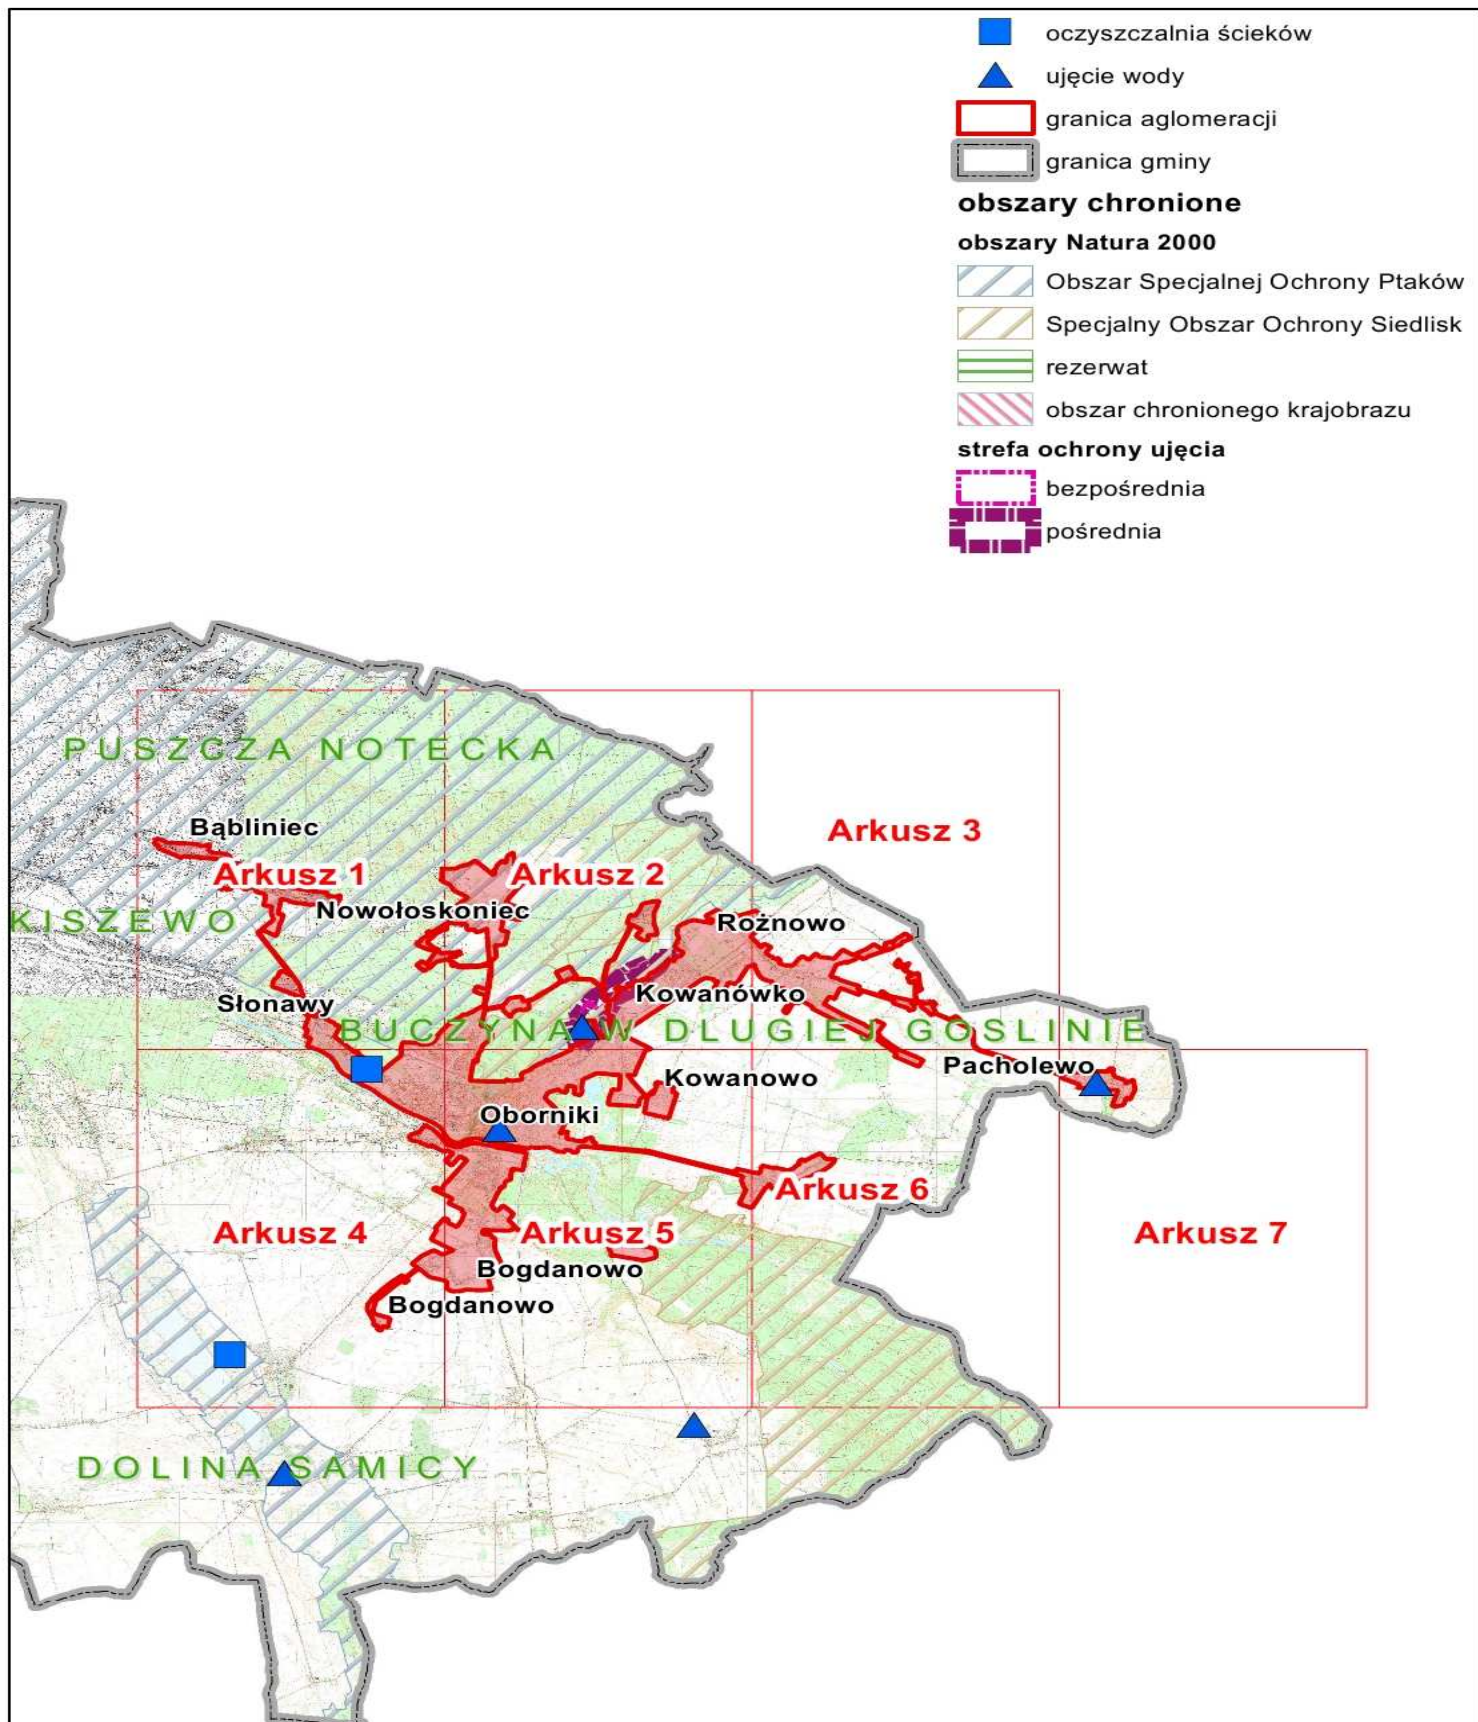 oczyszczalnia ścieków
ujęcie wody
granica aglomeracji
granica gminy
obszary chronione
obszary Natura 2000
Obszar Specjalnej Ochrony Ptaków
Specjalny Obszar Ochrony Siedlisk
rezerwat
obszar chronionego krajobrazu
strefa ochrony ujęcia
bezpośrednia
pośrednia
PUSZCZA NOTECKA
Bąbliniec
Arkusz 3
Arkusz 1
Arkusz 2
Nowołoskoniec
KISZEWO
Rożnowo
Słonawy
Kowanówko
BUCZYNA W DLUGIEJ GOSLINIE
Pacholewo
Kowanowo
Oborniki
Arkusz 6
Arkusz 4
Arkusz 5
Arkusz 7
Bogdanowo
Bogdanowo
DOLINA SAMICY